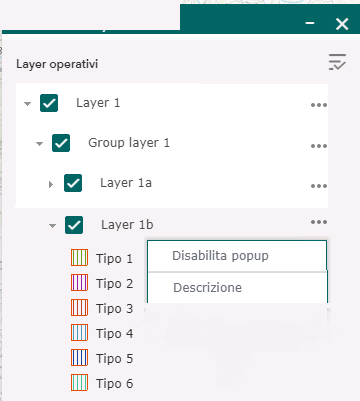 Layer operativi
Layer 1
Group layer 1
Layer 1a
Layer 1b
Tipo 1
Disabilita popup
Tipo 2
Descrizione
Tipo 3
Tipo 4
Tipo 5
Tipo 6